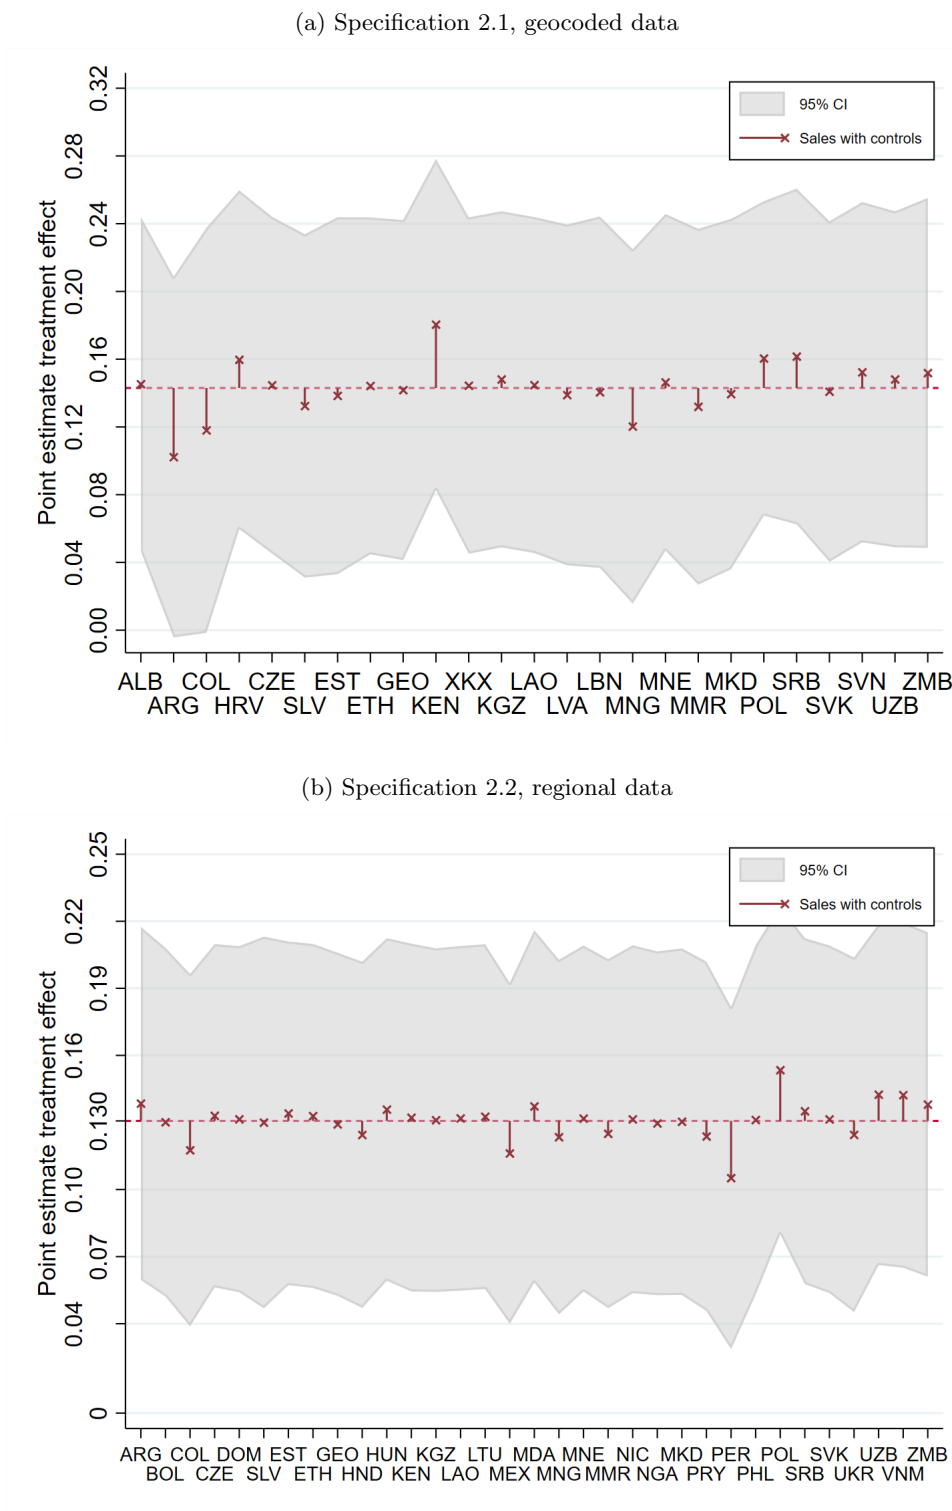 (a) Specification 2.1, geocoded data
0.32
0.28
0.24
0.20
0.16
0.12
0.08
0.04
0.00
Point estimate treatment effect
95% CI
Sales with controls
ALB COL CZE EST GEO XKX LAO LBN MNE MKD SRB SVN ZMB
ARG HRV SLV ETH KEN KGZ LVA MNG MMR POL SVK UZB
(b) Specification 2.2, regional data
0.25
0.22
0.19
0.16
0.130
0.10
0.07
0.04
0
Point estimate treatment effect
95% CI
Sales with controls
ARG COL DOM EST GEO HUN KGZ LTU MDA MNE NIC MKD PER POL SVK UZB ZMB
BOL CZE SLV ETH HND KEN LAO MEX MNG MMR NGA PRY PHL SRB UKR VNM